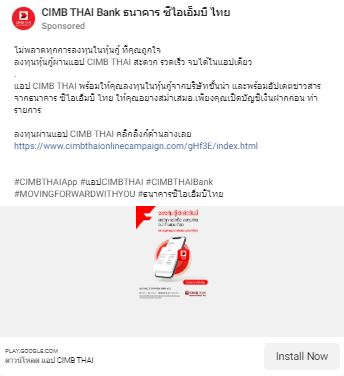 CIMB THAI Bank ธนาคาร ซีไอเอ็มบี ไทย
Sponsored
ไม่พลาดทุกการลงทุนในหุ้นกู้ ที่คุณถูกใจ
ลงทุนหุ้นกู้ผ่านแอป CIMB THAI สะดวก รวดเร็ว จบได้ในแอปเดียว
.
แอป CIMB THAI พร้อมให้คุณลงทุนในหุ้นกู้จากบริษัทชั้นนำ และพร้อมอัปเดตข่าวสาร
จากธนาคาร ซีไอเอ็มบี ไทย ให้คุณอย่างสม่ำเสมอ เพียงคุณเปิดบัญชีเงินฝากก่อน ทำ
รายการ
ลงทุนผ่านแอป CIMB THAI คลิกลิ้งก์ด้านล่างเลย
https://www.cimbthaionlinecampaign.com/gHf3E/index.html
#CIMBTHAIApp #แอปCIMBTHAI #CIMBTHAIBank
#MOVINGFORWARDWITHYOU #ธนาคารซีไอเอ็มบีไทย
PLAY.GOOGLE.COM
ดาวน์โหลด แอป CIMB THAI
Install Now